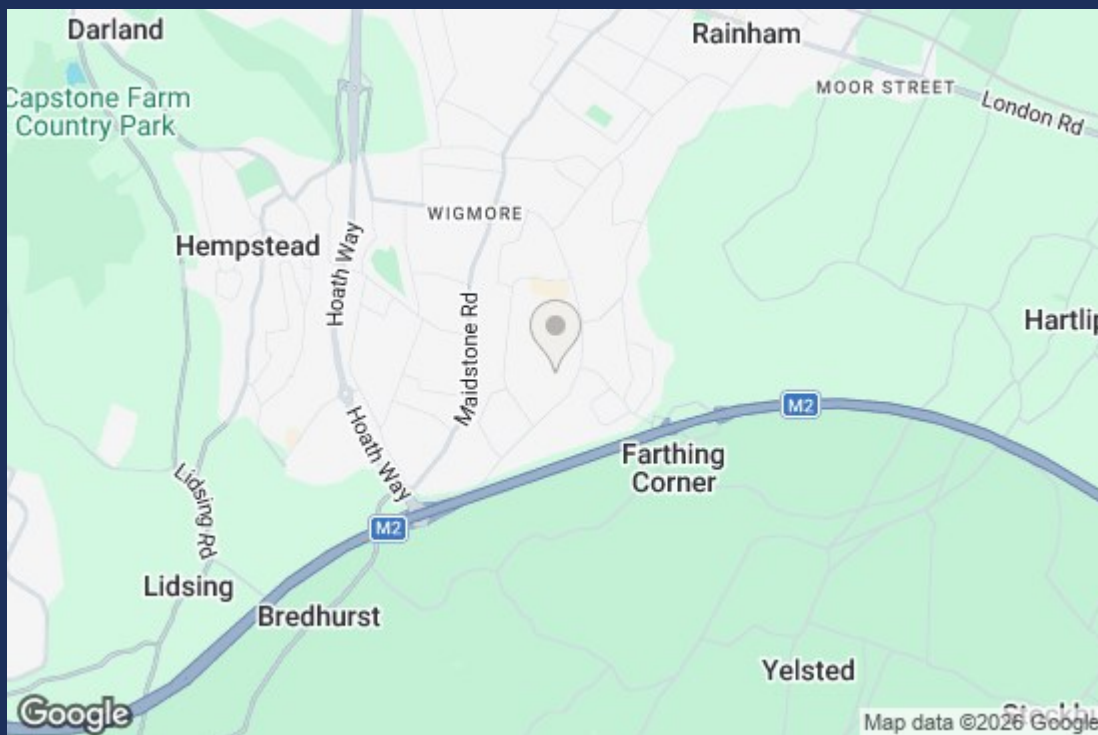 Darland
Rainham
MOOR STREET
London Rd
Capstone Farm
Country Park
WIGMORE
Hempstead
Hoath Way
Maidstone Rd
Hartlip
M2
Hoath Way
Farthing
Corner
Lidsing Rd
M2
Lidsing
Bredhurst
Yelsted
Google
Map data ©2026 Google